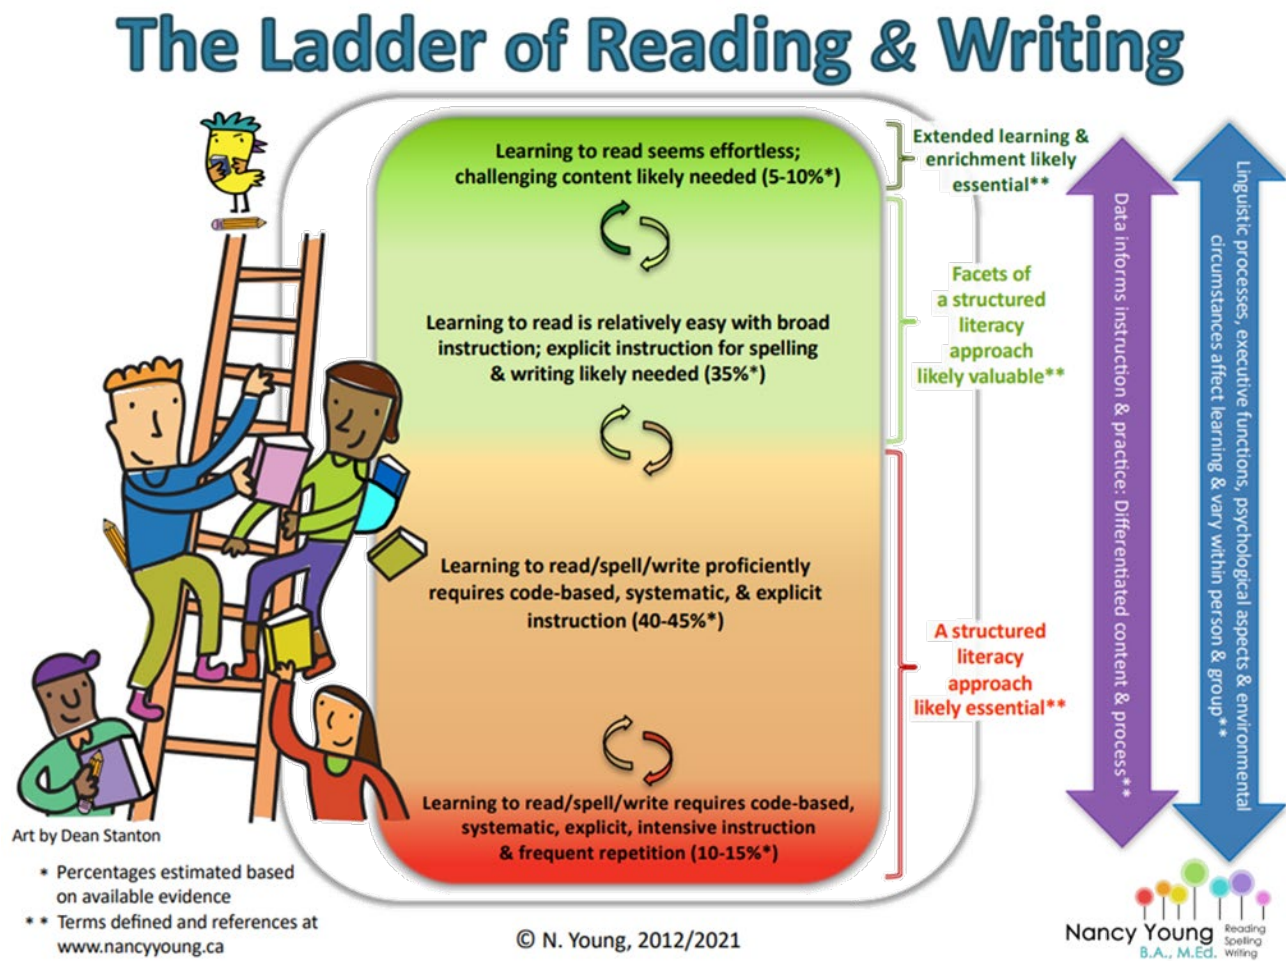 The Ladder of Reading & Writing
Learning to read seems effortless;
challenging content likely needed (5-10%*)
Learning to read is relatively easy with broad
instruction; explicit instruction for spelling
& writing likely needed (35%*)
Learning to read/spell/write proficiently
requires code-based, systematic, & explicit
instruction (40-45%*)
Learning to read/spell/write requires code-based,
systematic, explicit, intensive instruction
& frequent repetition (10-15%*)
Extended learning &
enrichment likely
essential**
Facets of
a structured
literacy
approach
likely valuable**
A structured
literacy
approach
likely essential**
Data informs instruction & practice: Differentiated content & process**
Linguistic processes, executive functions, psychological aspects & environmental
circumstances affect learning & vary within person & group**
Art by Dean Stanton
* Percentages estimated based
on available evidence
** Terms defined and references at
www.nancyyoung.ca
© N. Young, 2012/2021
Nancy Young
B.A., M.Ed.
Reading
Spelling
Writing